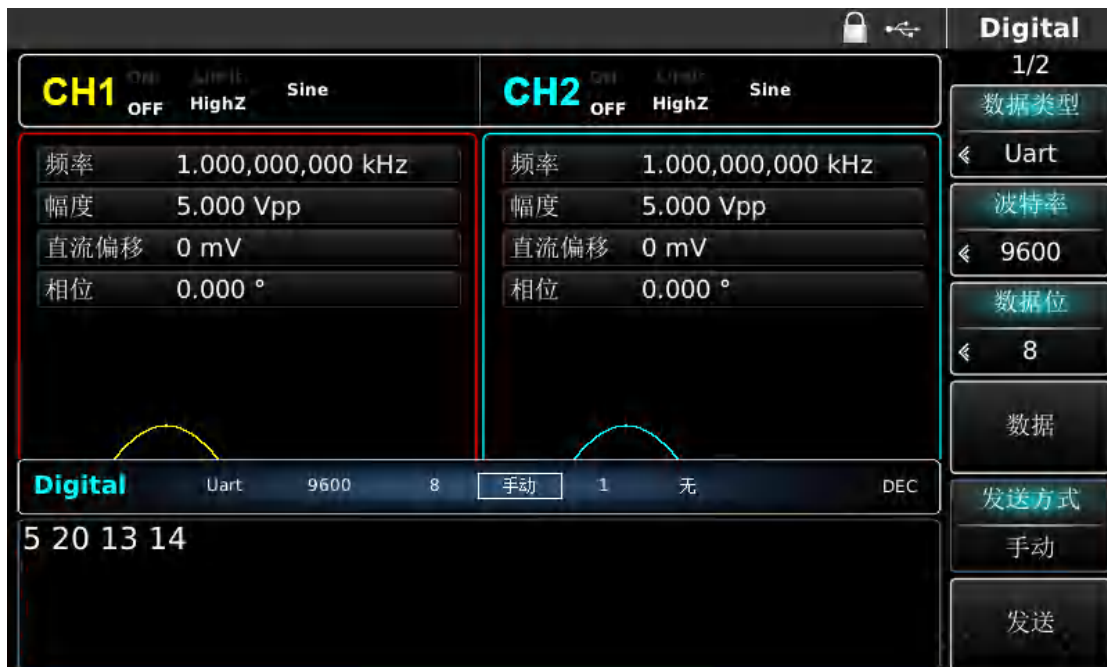 Digital
1/2
CH1 OFF HighZ Sine
CH2 OFF HighZ Sine
频率 1.000,000,000 kHz
幅度 5.000 Vpp
直流偏移 0 mV
相位 0.000 °
频率 1.000,000,000 kHz
幅度 5.000 Vpp
直流偏移 0 mV
相位 0.000 °
Digital Uart 9600 8 手动 1 无 DEC
5 20 13 14
数据类型
Uart
波特率
9600
数据位
8
数据
发送方式
手动
发送